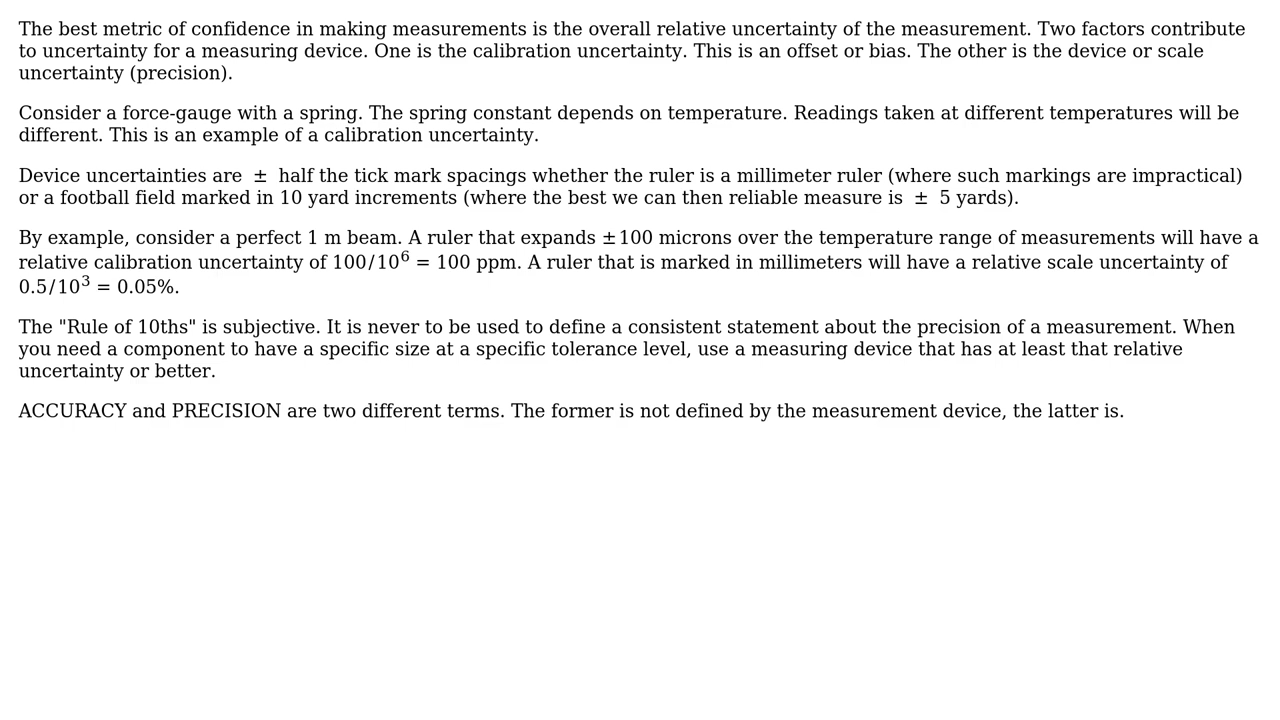 The best metric of confidence in making measurements is the overall relative uncertainty of the measurement. Two factors contribute
to uncertainty for a measuring device. One is the calibration uncertainty. This is an offset or bias. The other is the device or scale
uncertainty (precision).
Consider a force-gauge with a spring. The spring constant depends on temperature. Readings taken at different temperatures will be
different. This is an example of a calibration uncertainty.
Device uncertainties are ± half the tick mark spacings whether the ruler is a millimeter ruler (where such markings are impractical)
or a football field marked in 10 yard increments (where the best we can then reliable measure is ± 5 yards).
By example, consider a perfect 1 m beam. A ruler that expands ±100 microns over the temperature range of measurements will have a
relative calibration uncertainty of 100/10⁶ = 100 ppm. A ruler that is marked in millimeters will have a relative scale uncertainty of
0.5/10³ = 0.05%.
The "Rule of 10ths" is subjective. It is never to be used to define a consistent statement about the precision of a measurement. When
you need a component to have a specific size at a specific tolerance level, use a measuring device that has at least that relative
uncertainty or better.
ACCURACY and PRECISION are two different terms. The former is not defined by the measurement device, the latter is.